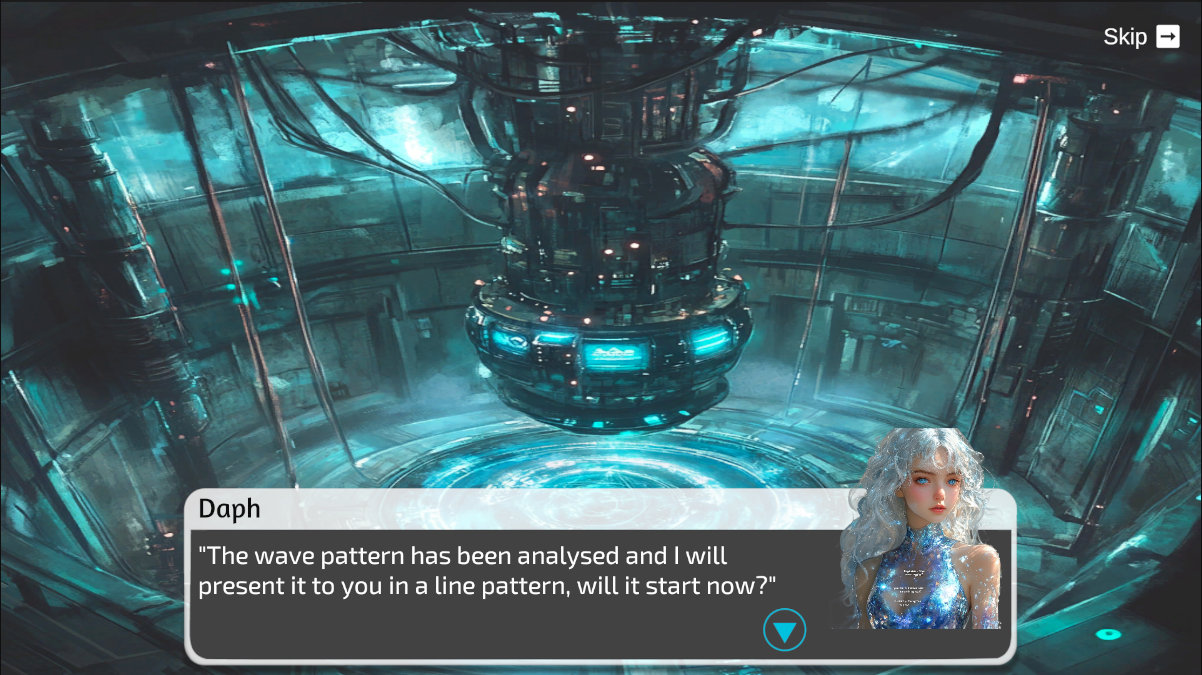 Skip
Daph
"The wave pattern has been analysed and I will
present it to you in a line pattern, will it start now?"